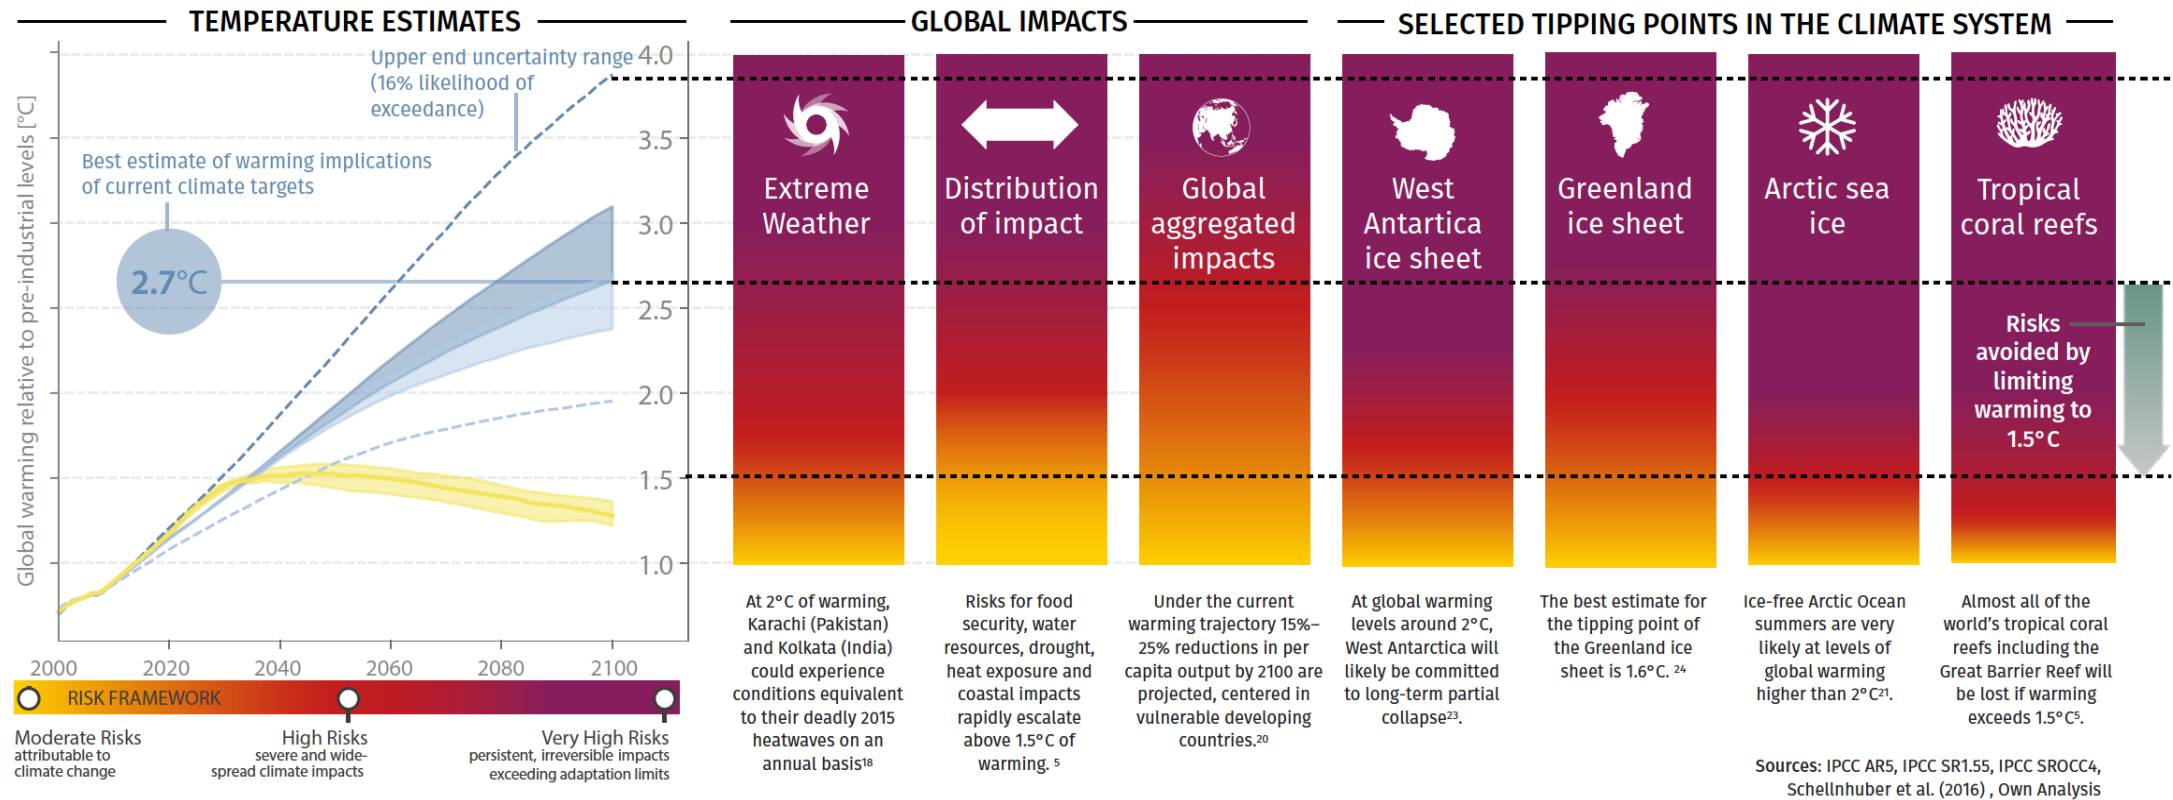 TEMPERATURE ESTIMATES
GLOBAL IMPACTS
SELECTED TIPPING POINTS IN THE CLIMATE SYSTEM
Global warming relative to pre-industrial levels [°C]
Upper end uncertainty range
(16% likelihood of
exceedance)
Best estimate of warming implications
of current climate targets
2.7°C
4.0
3.5
3.0
2.5
2.0
1.5
1.0
2000
2020
2040
2060
2080
2100
RISK FRAMEWORK
Moderate Risks
attributable to
climate change
High Risks
severe and wide-
spread climate impacts
Very High Risks
persistent, irreversible impacts
exceeding adaptation limits
Extreme
Weather
At 2°C of warming,
Karachi (Pakistan)
and Kolkata (India)
could experience
conditions equivalent
to their deadly 2015
heatwaves on an
annual basis18
Distribution
of impact
Risks for food
security, water
resources, drought,
heat exposure and
coastal impacts
rapidly escalate
above 1.5°C of
warming. 5
Global
aggregated
impacts
Under the current
warming trajectory 15%–
25% reductions in per
capita output by 2100 are
projected, centered in
vulnerable developing
countries.20
West
Antartica
ice sheet
At global warming
levels around 2°C,
West Antarctica will
likely be committed
to long-term partial
collapse23.
Greenland
ice sheet
The best estimate for
the tipping point of
the Greenland ice
sheet is 1.6°C. 24
Arctic sea
ice
Ice-free Arctic Ocean
summers are very
likely at levels of
global warming
higher than 2°C21.
Tropical
coral reefs
Risks
avoided by
limiting
warming to
1.5°C
Almost all of the
world's tropical coral
reefs including the
Great Barrier Reef will
be lost if warming
exceeds 1.5°C5.
Sources: IPCC AR5, IPCC SR1.55, IPCC SROCC4,
Schellnhuber et al. (2016) , Own Analysis